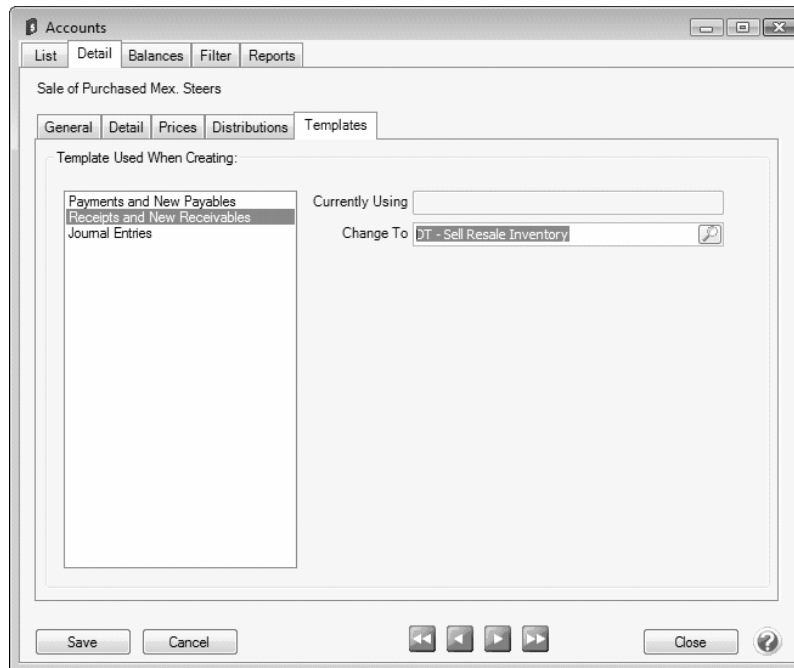 Accounts
List Detail Balances Filter Reports
Sale of Purchased Mex. Steers
General Detail Prices Distributions Templates
Template Used When Creating:
Payments and New Payables
Receipts and New Receivables
Journal Entries
Currently Using
Change To DT - Sell Resale Inventory
Save Cancel Close ?